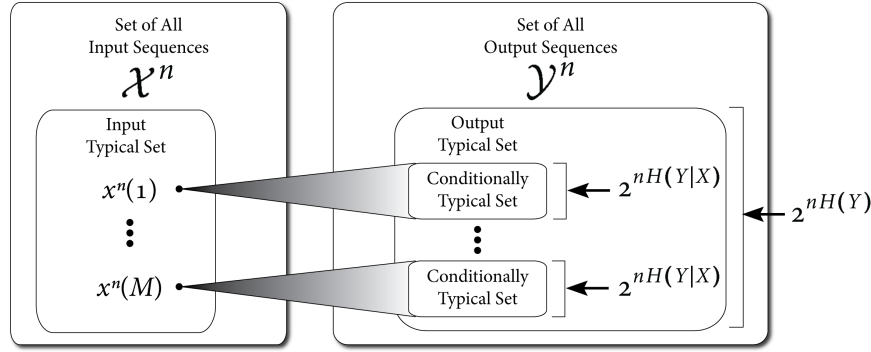 Set of All
Input Sequences
𝒳ⁿ
Input
Typical Set
xⁿ(1)
xⁿ(M)
Set of All
Output Sequences
𝒴ⁿ
Output
Typical Set
Conditionally
Typical Set
2^{nH(Y|X)}
Conditionally
Typical Set
2^{nH(Y|X)}
2^{nH(Y)}